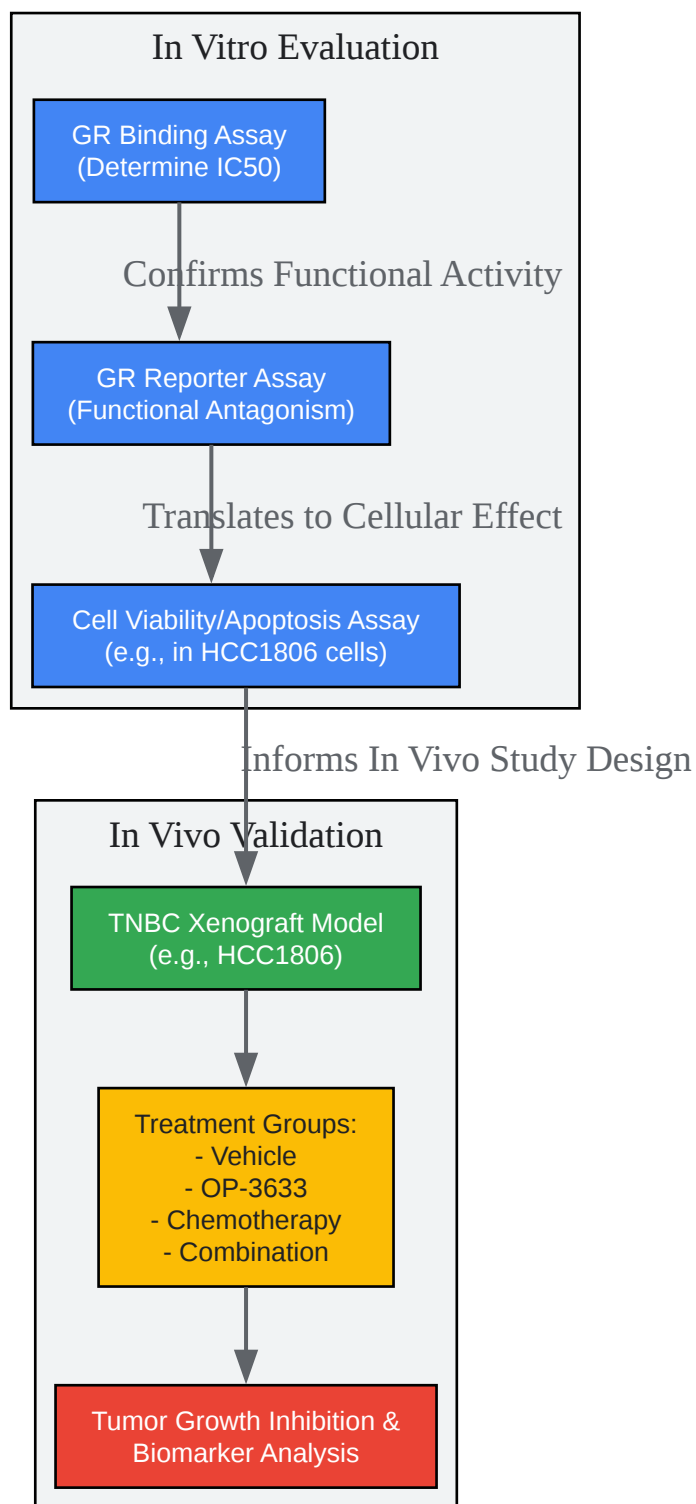 In Vitro Evaluation
GR Binding Assay
(Determine IC50)
Confirms Functional Activity
GR Reporter Assay
(Functional Antagonism)
Translates to Cellular Effect
Cell Viability/Apoptosis Assay
(e.g., in HCC1806 cells)
Informs In Vivo Study Design
In Vivo Validation
TNBC Xenograft Model
(e.g., HCC1806)
Treatment Groups:
- Vehicle
- OP-3633
- Chemotherapy
- Combination
Tumor Growth Inhibition &
Biomarker Analysis